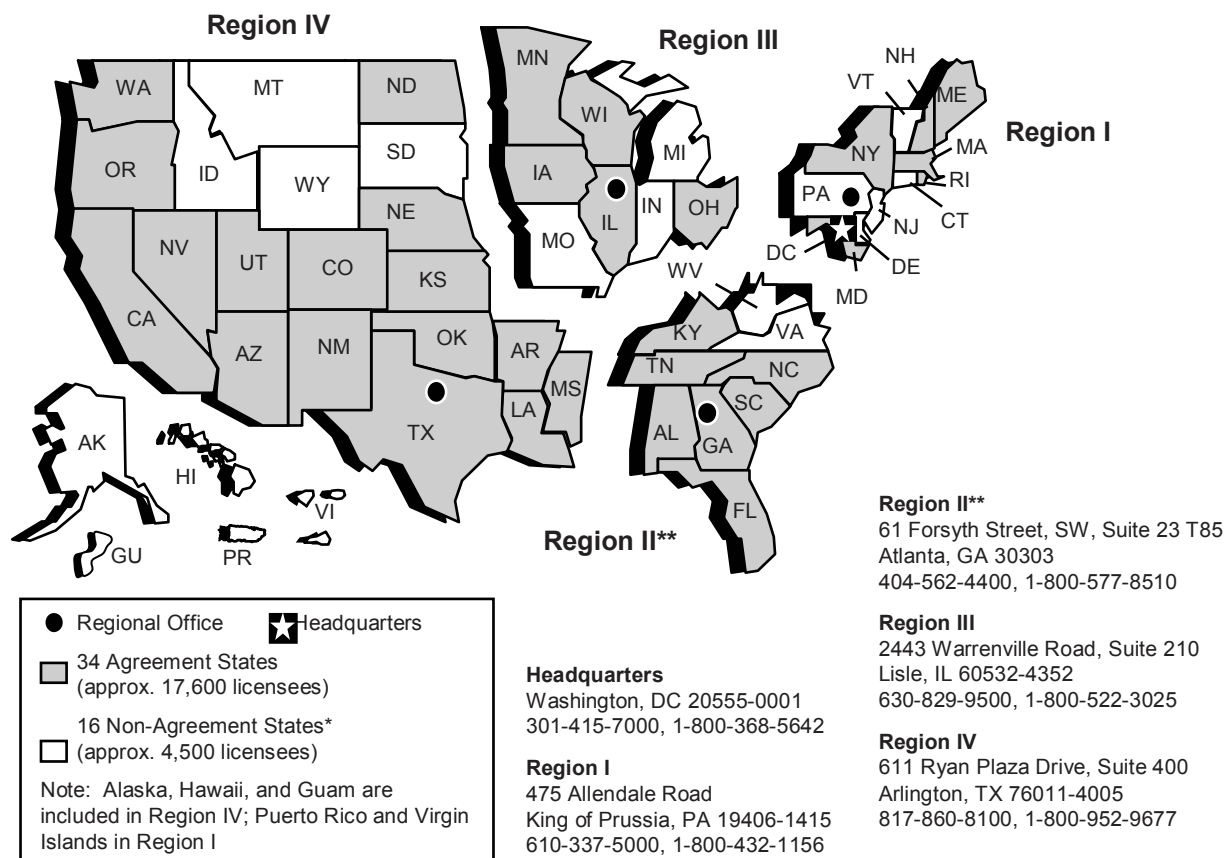 Region IV
Region III
Region I
MN
NH
VT
ME
WA
MT
ND
WI
MI
NY
MA
OR
ID
SD
IA
RI
WY
PA
NE
IL
IN
OH
NJ
CT
NV
UT
CO
MO
DC
DE
KS
WV
MD
CA
KY
VA
AZ
NM
OK
AR
TN
NC
MS
SC
LA
AL
GA
TX
AK
HI
VI
FL
GU
PR
Region II**
Region II**
61 Forsyth Street, SW, Suite 23 T85
Atlanta, GA 30303
404-562-4400, 1-800-577-8510
Regional Office
Headquarters
34 Agreement States
(approx. 17,600 licensees)
16 Non-Agreement States*
(approx. 4,500 licensees)
Note: Alaska, Hawaii, and Guam are
included in Region IV; Puerto Rico and Virgin
Islands in Region I
Headquarters
Washington, DC 20555-0001
301-415-7000, 1-800-368-5642
Region I
475 Allendale Road
King of Prussia, PA 19406-1415
610-337-5000, 1-800-432-1156
Region III
2443 Warrenville Road, Suite 210
Lisle, IL 60532-4352
630-829-9500, 1-800-522-3025
Region IV
611 Ryan Plaza Drive, Suite 400
Arlington, TX 76011-4005
817-860-8100, 1-800-952-9677